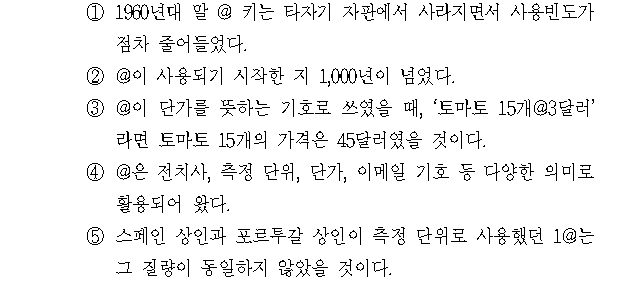 ① 1960년대 말 @ 키는 타자기 자판에서 사라지면서 사용빈도가
점차 줄어들었다.
② @이 사용되기 시작한 지 1,000년이 넘었다.
③ @이 단가를 뜻하는 기호로 쓰였을 때, ‘토마토 15개@3달러’
라면 토마토 15개의 가격은 45달러였을 것이다.
④ @은 전치사, 측정 단위, 단가, 이메일 기호 등 다양한 의미로
활용되어 왔다.
⑤ 스페인 상인과 포르투갈 상인이 측정 단위로 사용했던 1@는
그 질량이 동일하지 않았을 것이다.